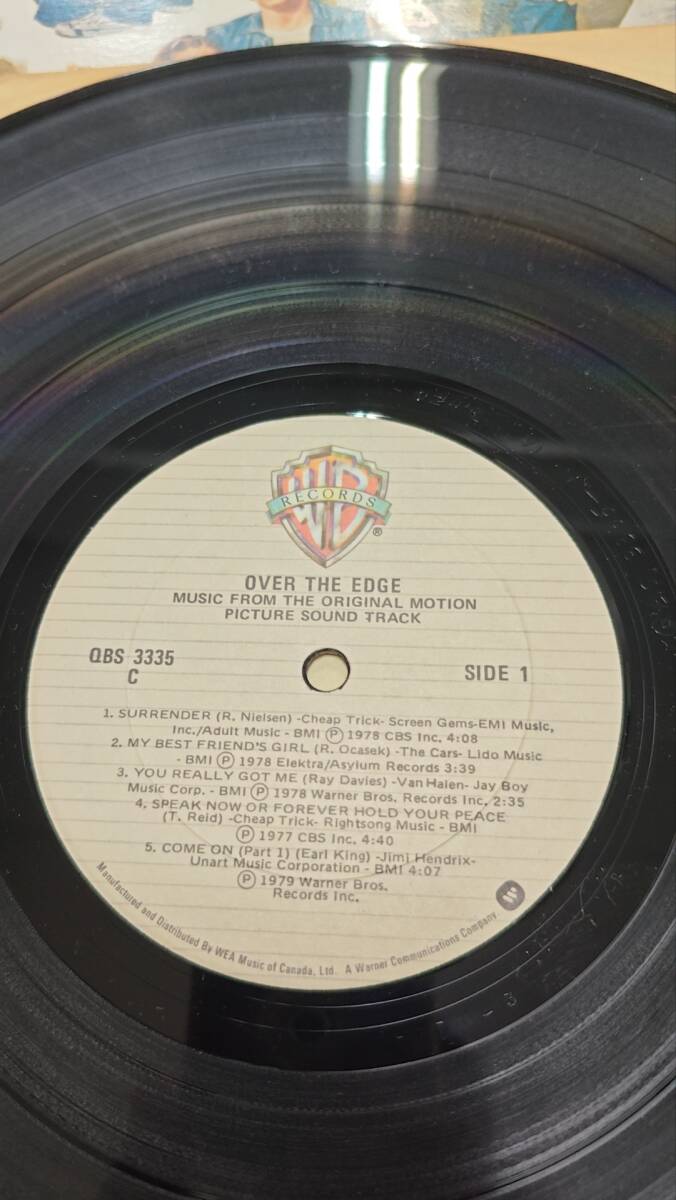 RECORDS
®
OVER THE EDGE
MUSIC FROM THE ORIGINAL MOTION
PICTURE SOUND TRACK
QBS 3335
C
SIDE 1
1. SURRENDER (R. Nielsen) -Cheap Trick- Screen Gems-EMI Music,
Inc./Adult Music - BMI Ⓟ 1978 CBS Inc. 4:08
2. MY BEST FRIEND'S GIRL (R. Ocasek) -The Cars- Lido Music
- BMI Ⓟ 1978 Elektra/Asylum Records 3:39
3. YOU REALLY GOT ME (Ray Davies) -Van Halen- Jay Boy
Music Corp. - BMI Ⓟ 1978 Warner Bros. Records Inc. 2:35
4. SPEAK NOW OR FOREVER HOLD YOUR PEACE
(T. Reid) -Cheap Trick- Rightsong Music - BMI
Ⓟ 1977 CBS Inc. 4:40
5. COME ON (Part 1) (Earl King) -Jimi Hendrix-
Unart Music Corporation - BMI 4:07
Ⓟ 1979 Warner Bros.
Records Inc.
Manufactured and Distributed By WEA Music of Canada, Ltd. A Warner Communications Company.